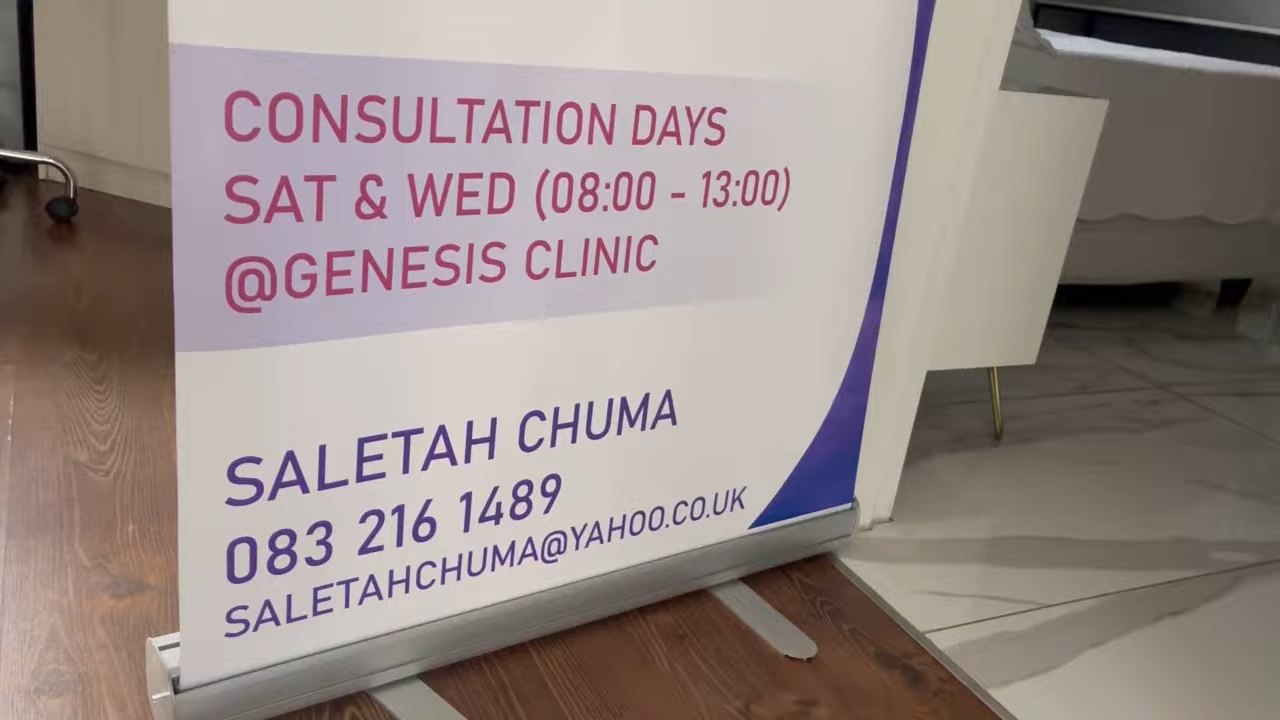 CONSULTATION DAYS
SAT & WED (08:00 - 13:00)
@GENESIS CLINIC
SALETAH CHUMA
083 216 1489
SALETAHCHUMA@YAHOO.CO.UK